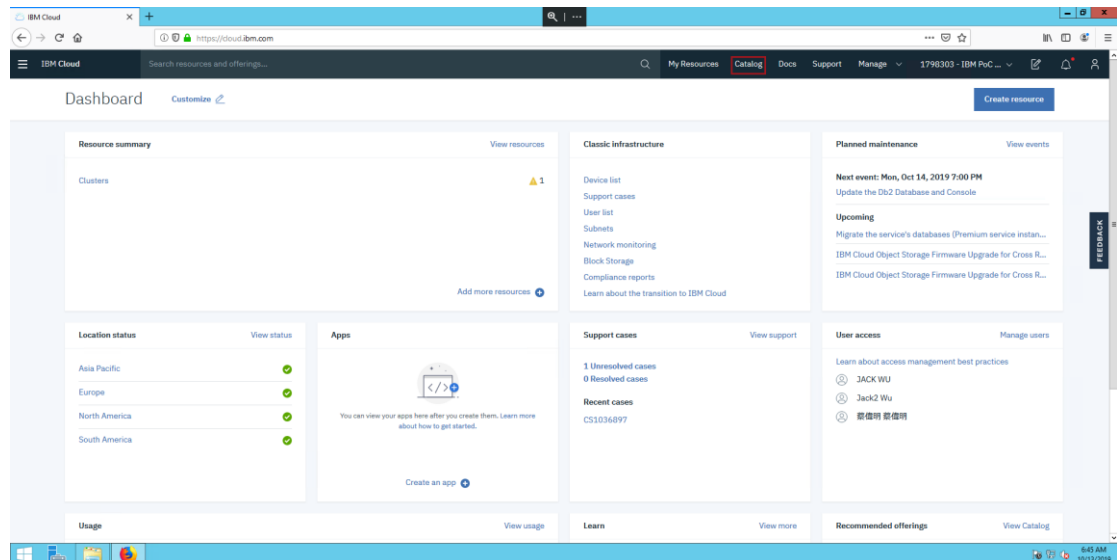 IBM Cloud
https://cloud.ibm.com
IBM Cloud
Search resources and offerings...
My Resources
Catalog
Docs
Support
Manage
1798303 - IBM PoC ...
Dashboard
Customize
Create resource
Resource summary
View resources
Clusters
1
Add more resources
Classic infrastructure
Device list
Support cases
User list
Subnets
Network monitoring
Block Storage
Compliance reports
Learn about the transition to IBM Cloud
Planned maintenance
View events
Next event: Mon, Oct 14, 2019 7:00 PM
Update the Db2 Database and Console
Upcoming
Migrate the service's databases (Premium service instan...
IBM Cloud Object Storage Firmware Upgrade for Cross R...
IBM Cloud Object Storage Firmware Upgrade for Cross R...
FEEDBACK
Location status
View status
Asia Pacific
Europe
North America
South America
Apps
You can view your apps here after you create them. Learn more
about how to get started.
Create an app
Support cases
View support
1 Unresolved cases
0 Resolved cases
Recent cases
CS1036897
User access
Manage users
Learn about access management best practices
JACK WU
Jack2 Wu
蔡偉明 蔡偉明
Usage
View usage
Learn
View more
Recommended offerings
View Catalog
6:45 AM
10/13/2019